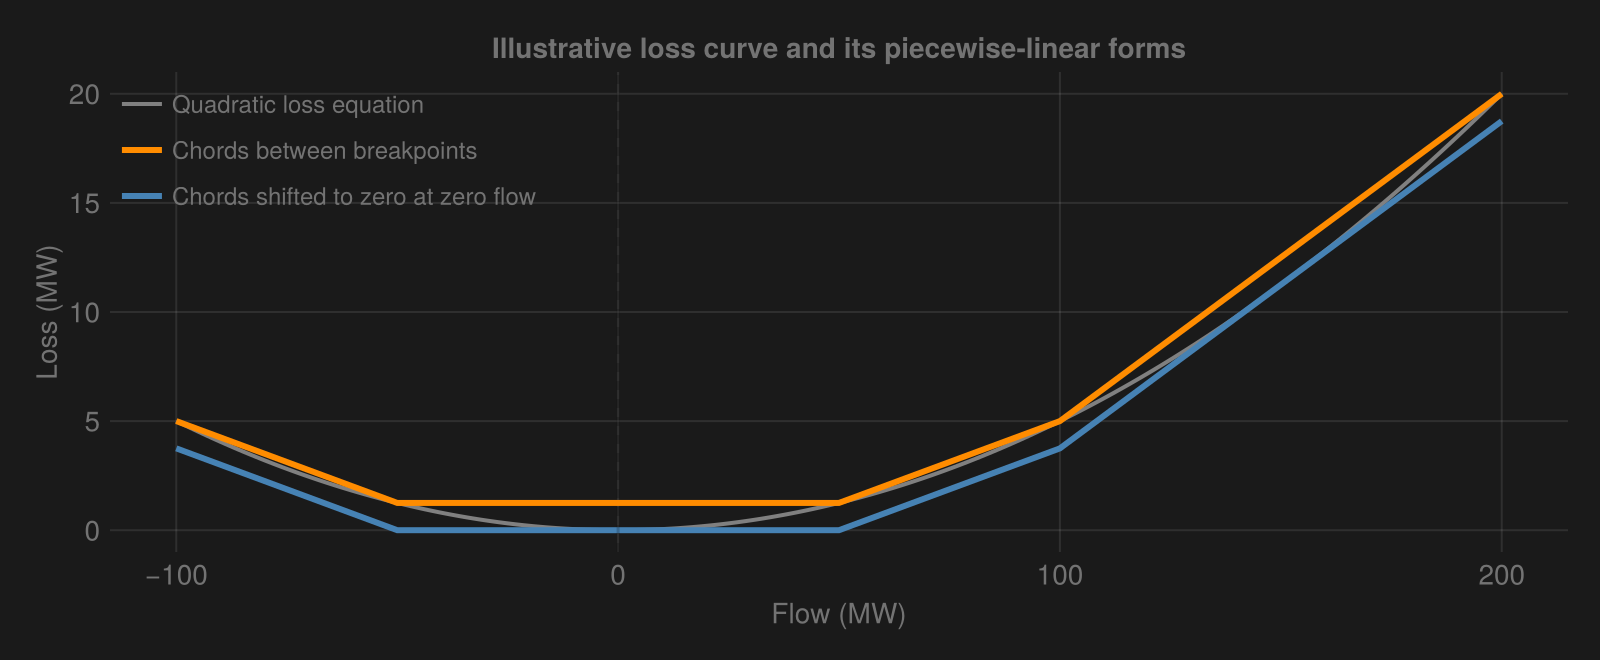 Illustrative loss curve and its piecewise-linear forms
Quadratic loss equation
Chords between breakpoints
Chords shifted to zero at zero flow
Loss (MW)
20
15
10
5
0
−100
0
100
200
Flow (MW)